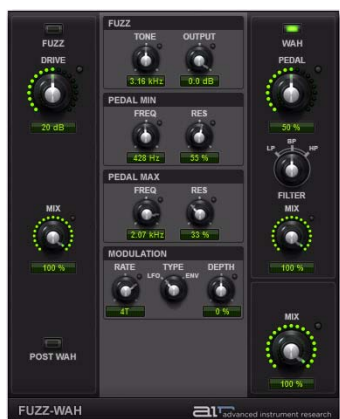 FUZZ
DRIVE
20 dB
MIX
100 %
POST WAH
FUZZ
TONE OUTPUT
3.16 kHz 0.0 dB
PEDAL MIN
FREQ RES
428 Hz 55 %
PEDAL MAX
FREQ RES
2.07 kHz 33 %
MODULATION
RATE TYPE DEPTH
LFO ENV
4T 0 %
WAH
PEDAL
50 %
BP
LP HP
FILTER
MIX
100 %
MIX
100 %
FUZZ-WAH
air advanced instrument research